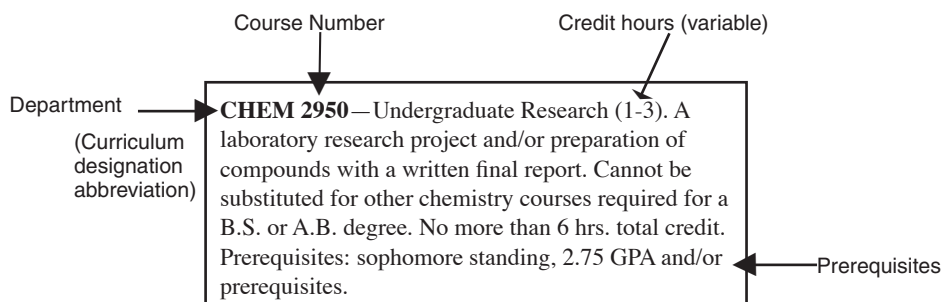 Course Number
Credit hours (variable)
Department
(Curriculum
designation
abbreviation)
CHEM 2950—Undergraduate Research (1-3). A
laboratory research project and/or preparation of
compounds with a written final report. Cannot be
substituted for other chemistry courses required for a
B.S. or A.B. degree. No more than 6 hrs. total credit.
Prerequisites: sophomore standing, 2.75 GPA and/or
prerequisites.
Prerequisites